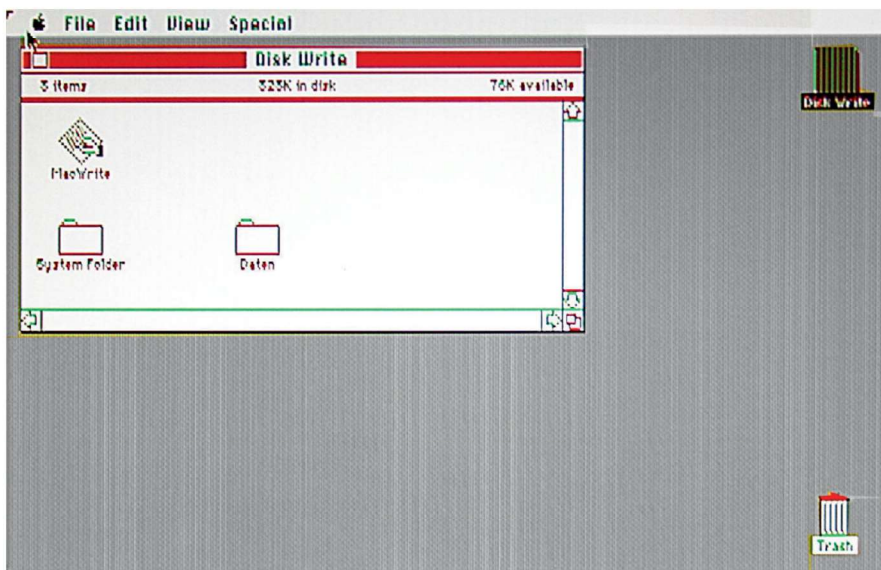 File Edit View Special
Disk Write
3 items 323K in disk 76K available
Disk Write
MacWrite
System Folder Daten
Trash